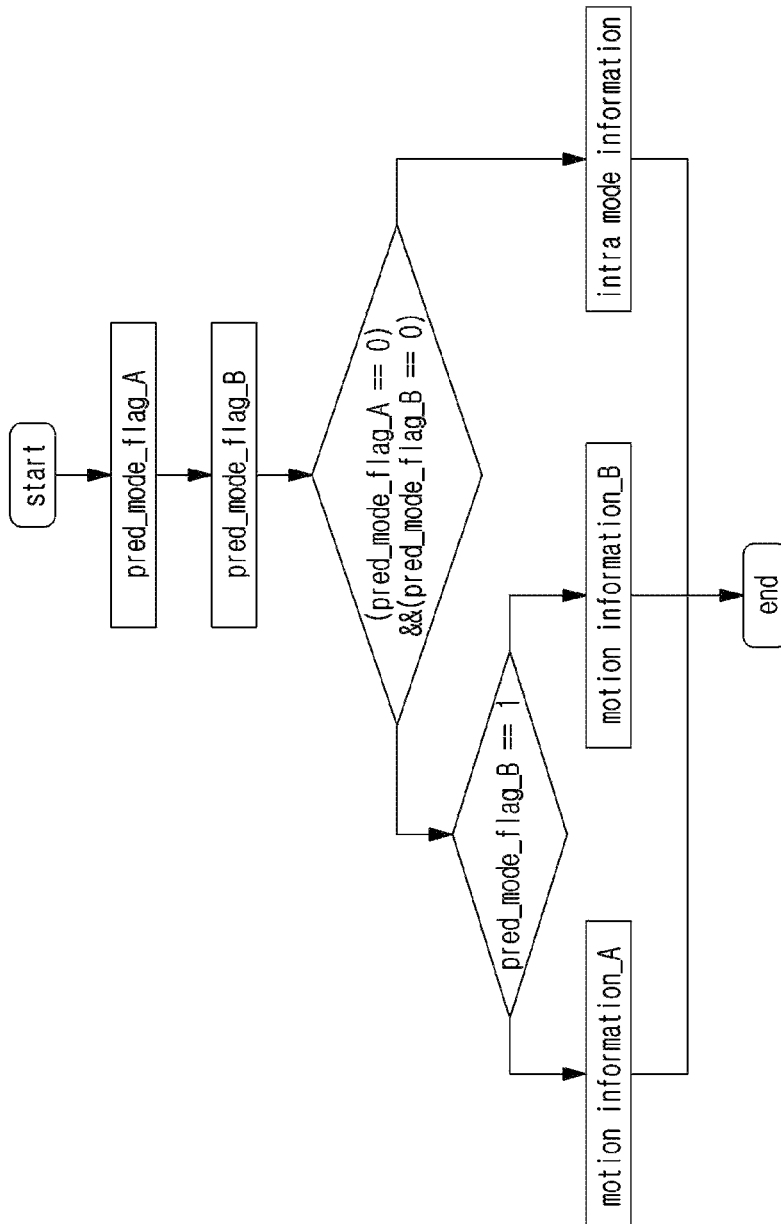 start
pred_mode_flag_A
pred_mode_flag_B
(pred_mode_flag_A == 0)
&&(pred_mode_flag_B == 0)
pred_mode_flag_B == 1
motion information_A
motion information_B
intra mode information
end